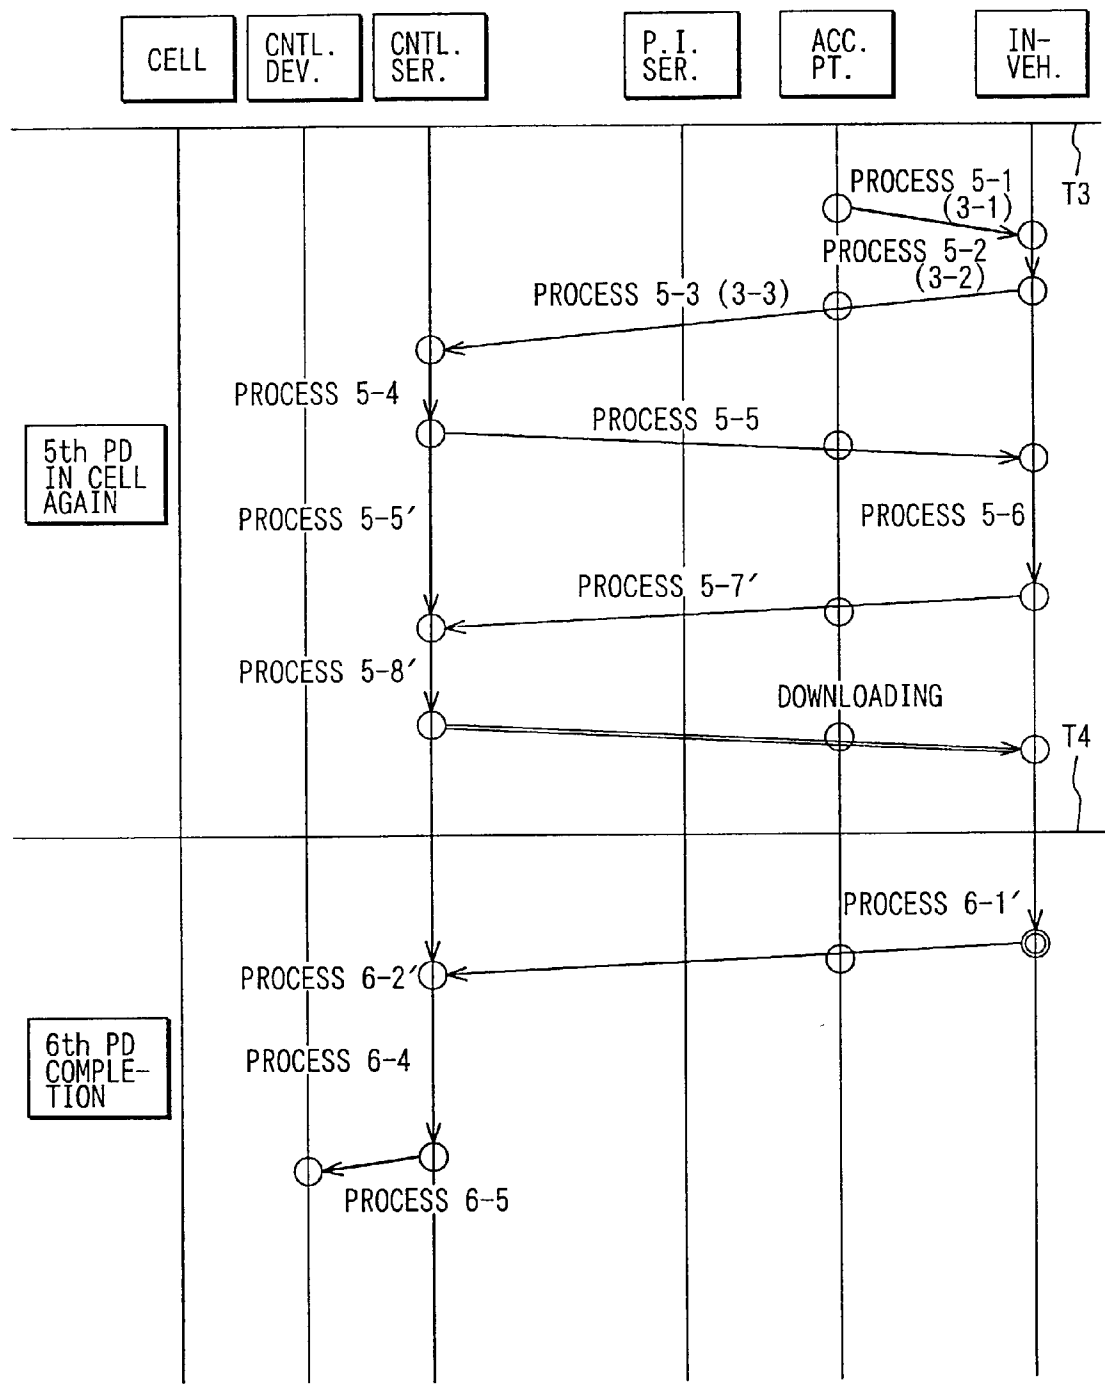 CELL
CNTL.
DEV.
CNTL.
SER.
P.I.
SER.
ACC.
PT.
IN-
VEH.
T3
PROCESS 5-1
(3-1)
PROCESS 5-2
(3-2)
PROCESS 5-3 (3-3)
PROCESS 5-4
PROCESS 5-5
5th PD
IN CELL
AGAIN
PROCESS 5-5′
PROCESS 5-6
PROCESS 5-7′
PROCESS 5-8′
DOWNLOADING
T4
PROCESS 6-1′
PROCESS 6-2′
6th PD
COMPLE-
TION
PROCESS 6-4
PROCESS 6-5